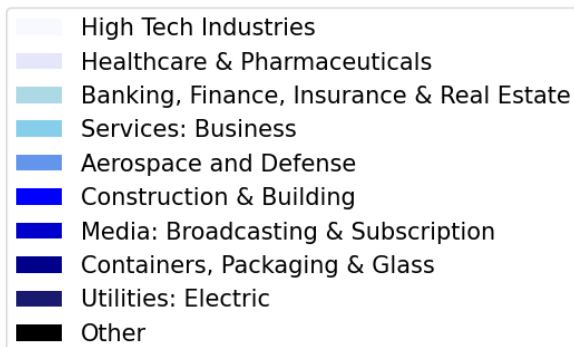 High Tech Industries
Healthcare & Pharmaceuticals
Banking, Finance, Insurance & Real Estate
Services: Business
Aerospace and Defense
Construction & Building
Media: Broadcasting & Subscription
Containers, Packaging & Glass
Utilities: Electric
Other